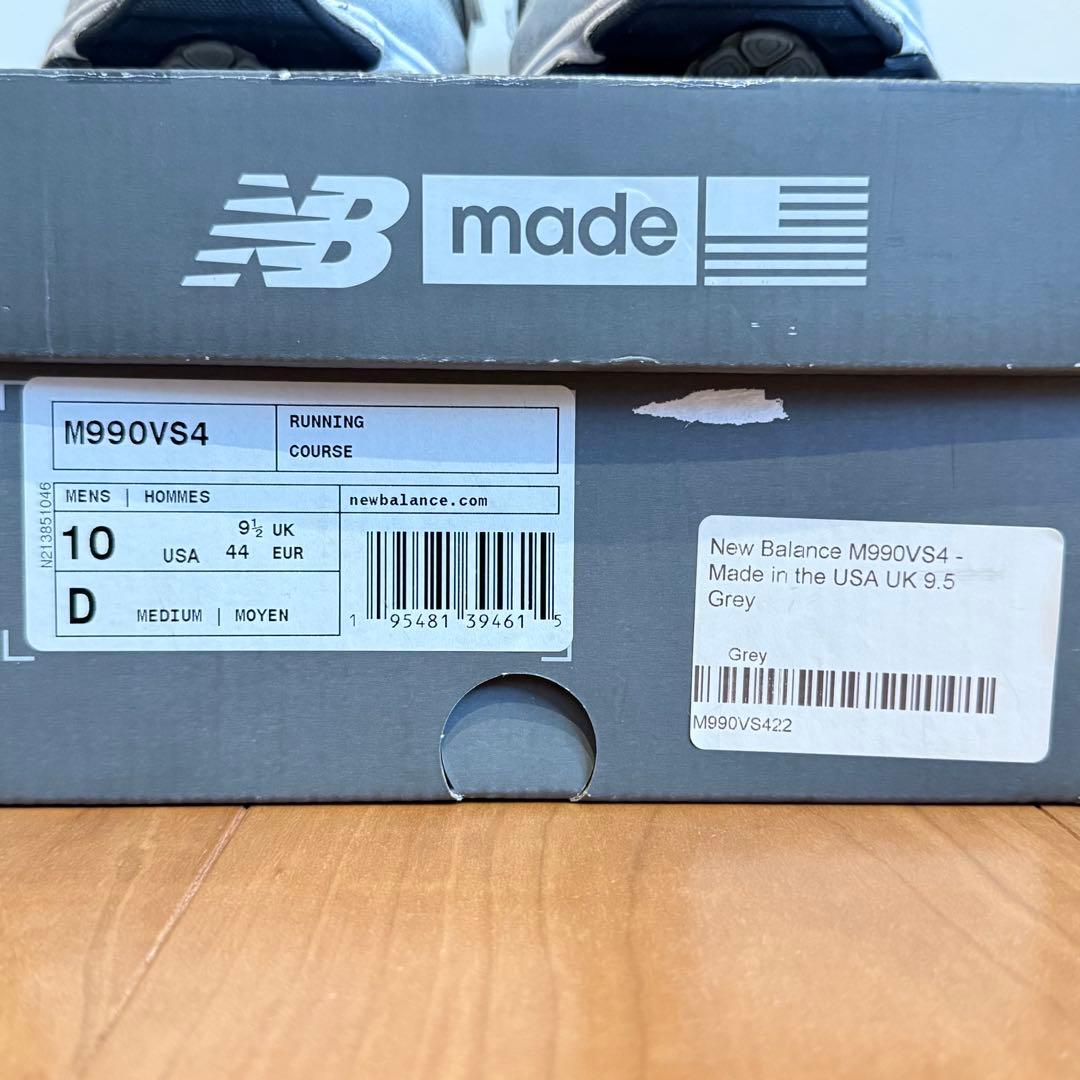 NB made
M990VS4
RUNNING
COURSE
MENS | HOMMES
newbalance.com
10 USA
9½ UK
44 EUR
D MEDIUM | MOYEN
1 95481 39461 5
N213851046
New Balance M990VS4 -
Made in the USA UK 9.5
Grey
Grey
M990VS422